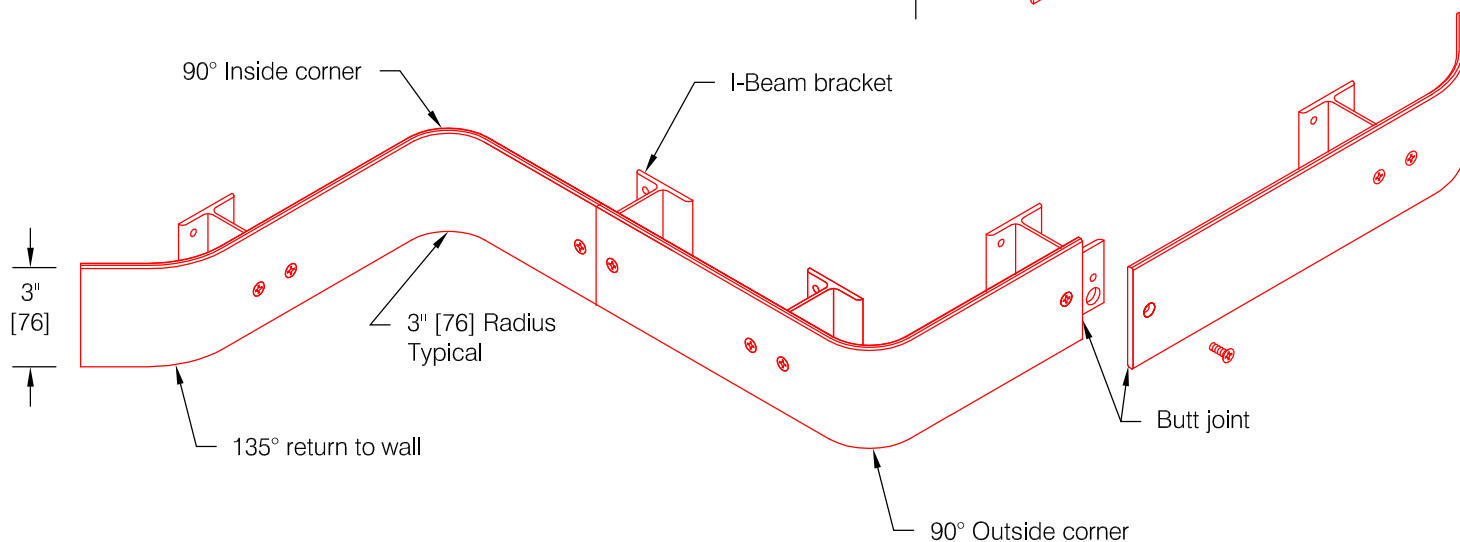 90° Inside corner
I-Beam bracket
3"
[76]
3" [76] Radius
Typical
Butt joint
135° return to wall
90° Outside corner